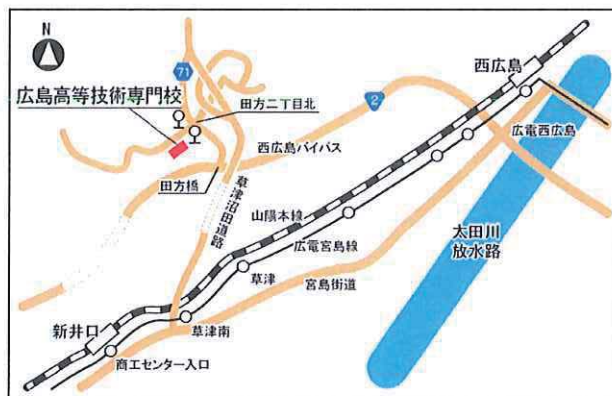 N
71
西広島
広島高等技術専門校
田方二丁目北
2
広電西広島
西広島バイパス
田方橋
草津沼田道路
山陽本線
太田川
放水路
広電宮島線
草津
宮島街道
新井口
草津南
商工センター入口